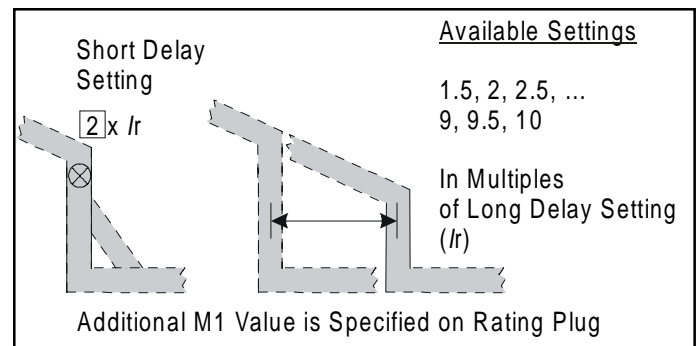 Short Delay
Setting
2 x Ir
Available Settings
1.5, 2, 2.5, ...
9, 9.5, 10
In Multiples
of Long Delay Setting
(Ir)
Additional M1 Value is Specified on Rating Plug